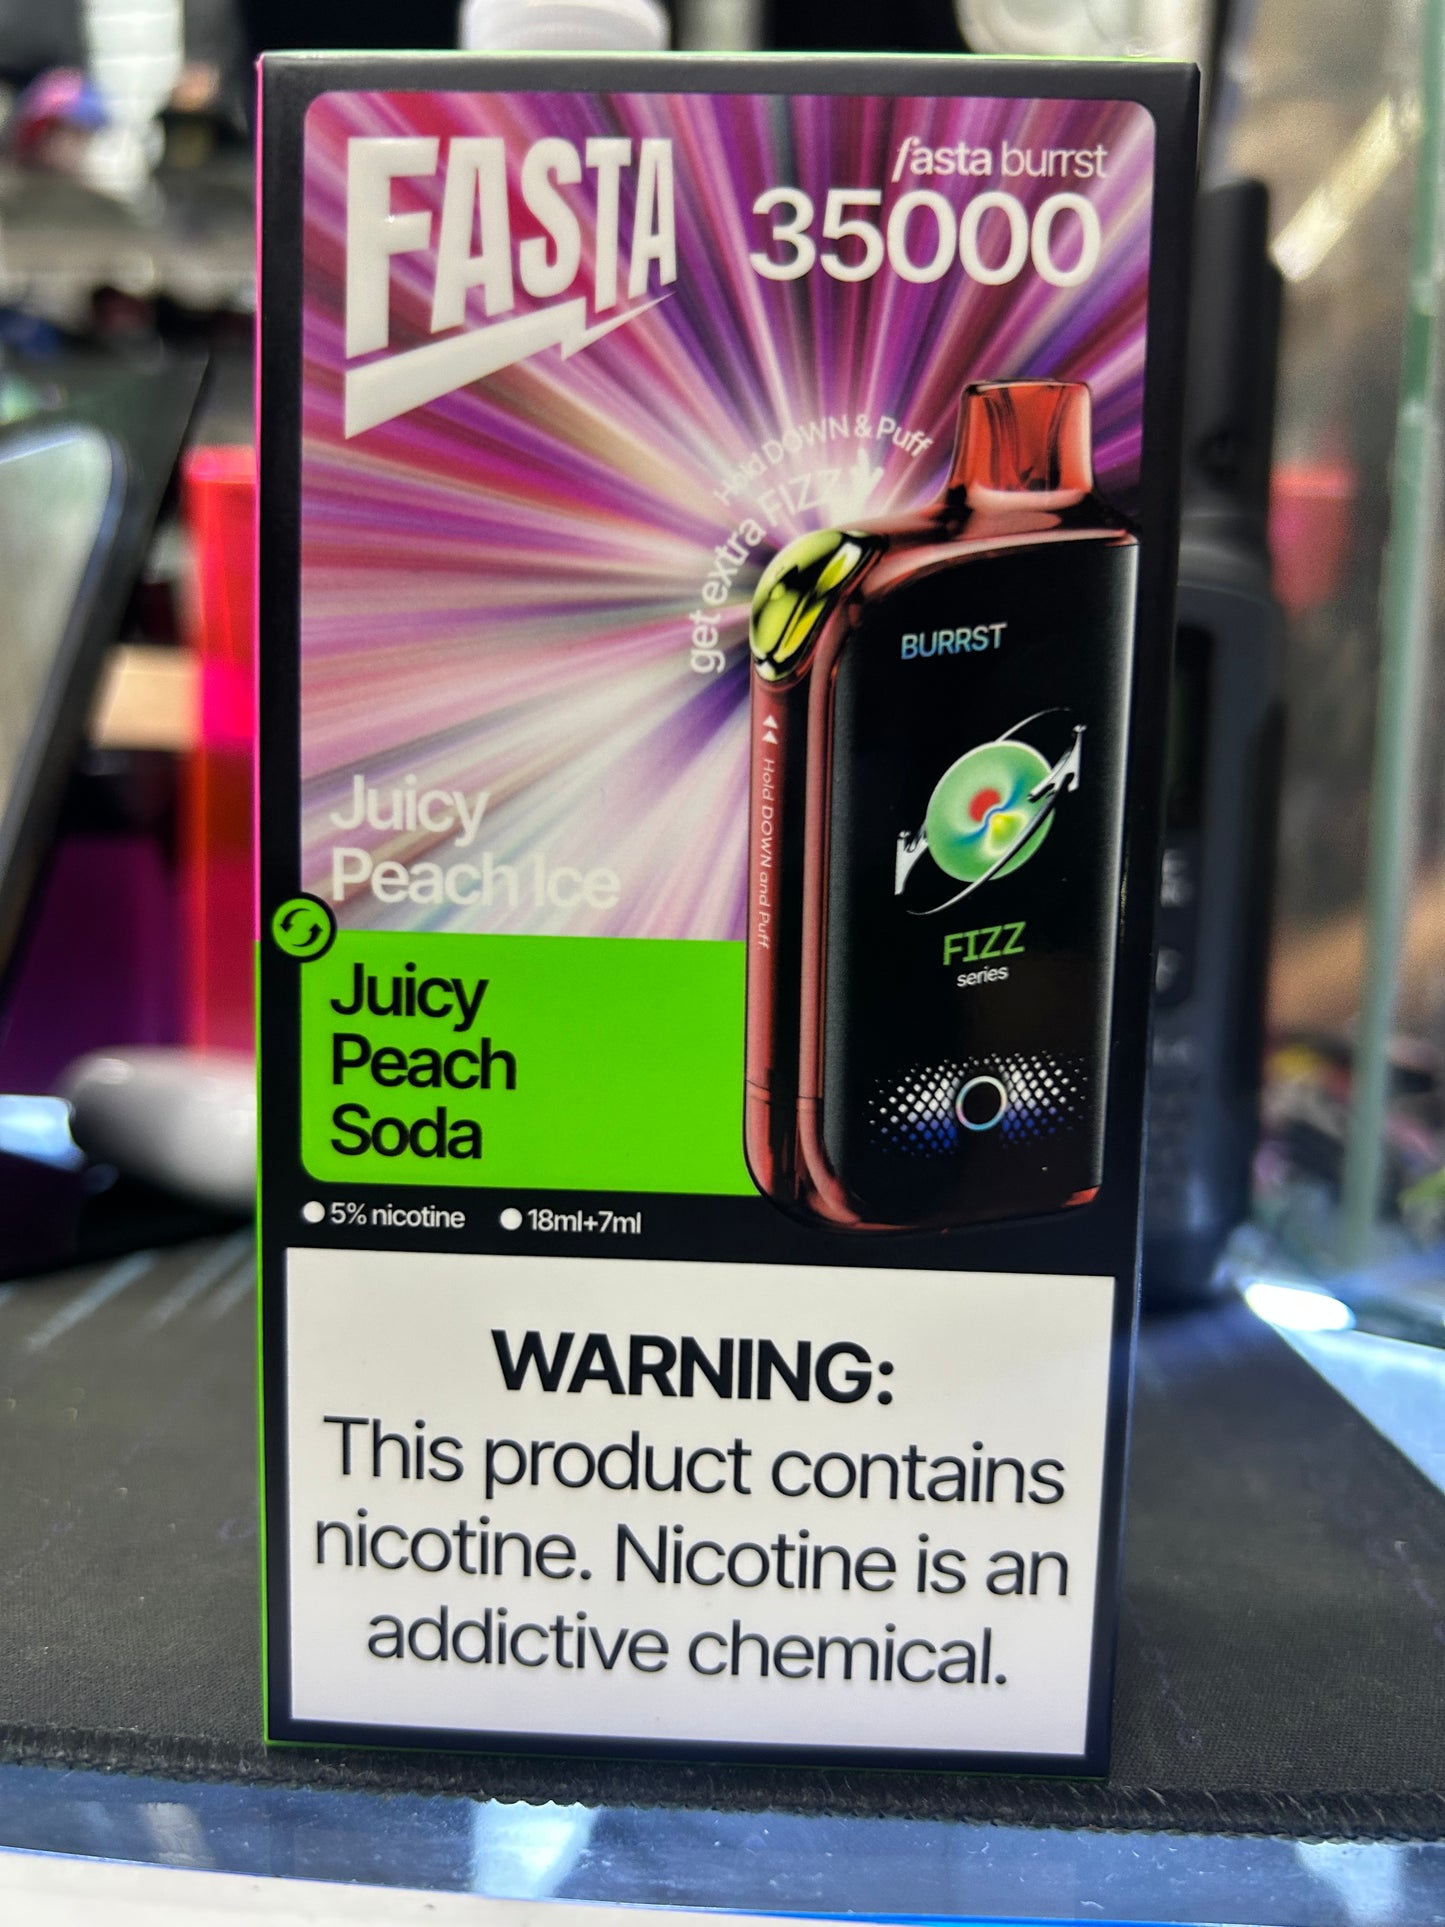 FASTA
fasta burrst
35000
Hold DOWN & Puff
get extra FIZZ
BURRST
Hold DOWN and Puff.
FIZZ
series
Juicy
Peach Ice
Juicy
Peach
Soda
5% nicotine 18ml+7ml
WARNING:
This product contains
nicotine. Nicotine is an
addictive chemical.